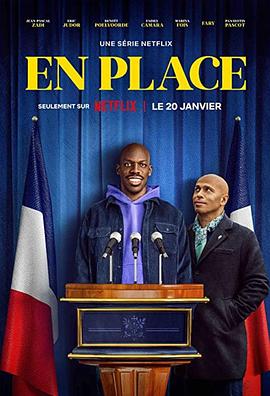 JEAN-PASCAL ZADI ERIC JUDOR BENOÎT POELVOORDE FADILY CAMARA MARINA FOÏS FARY PANAYOTIS PASCOT
UNE SÉRIE NETFLIX
EN PLACE
SEULEMENT SUR NETFLIX | LE 20 JANVIER